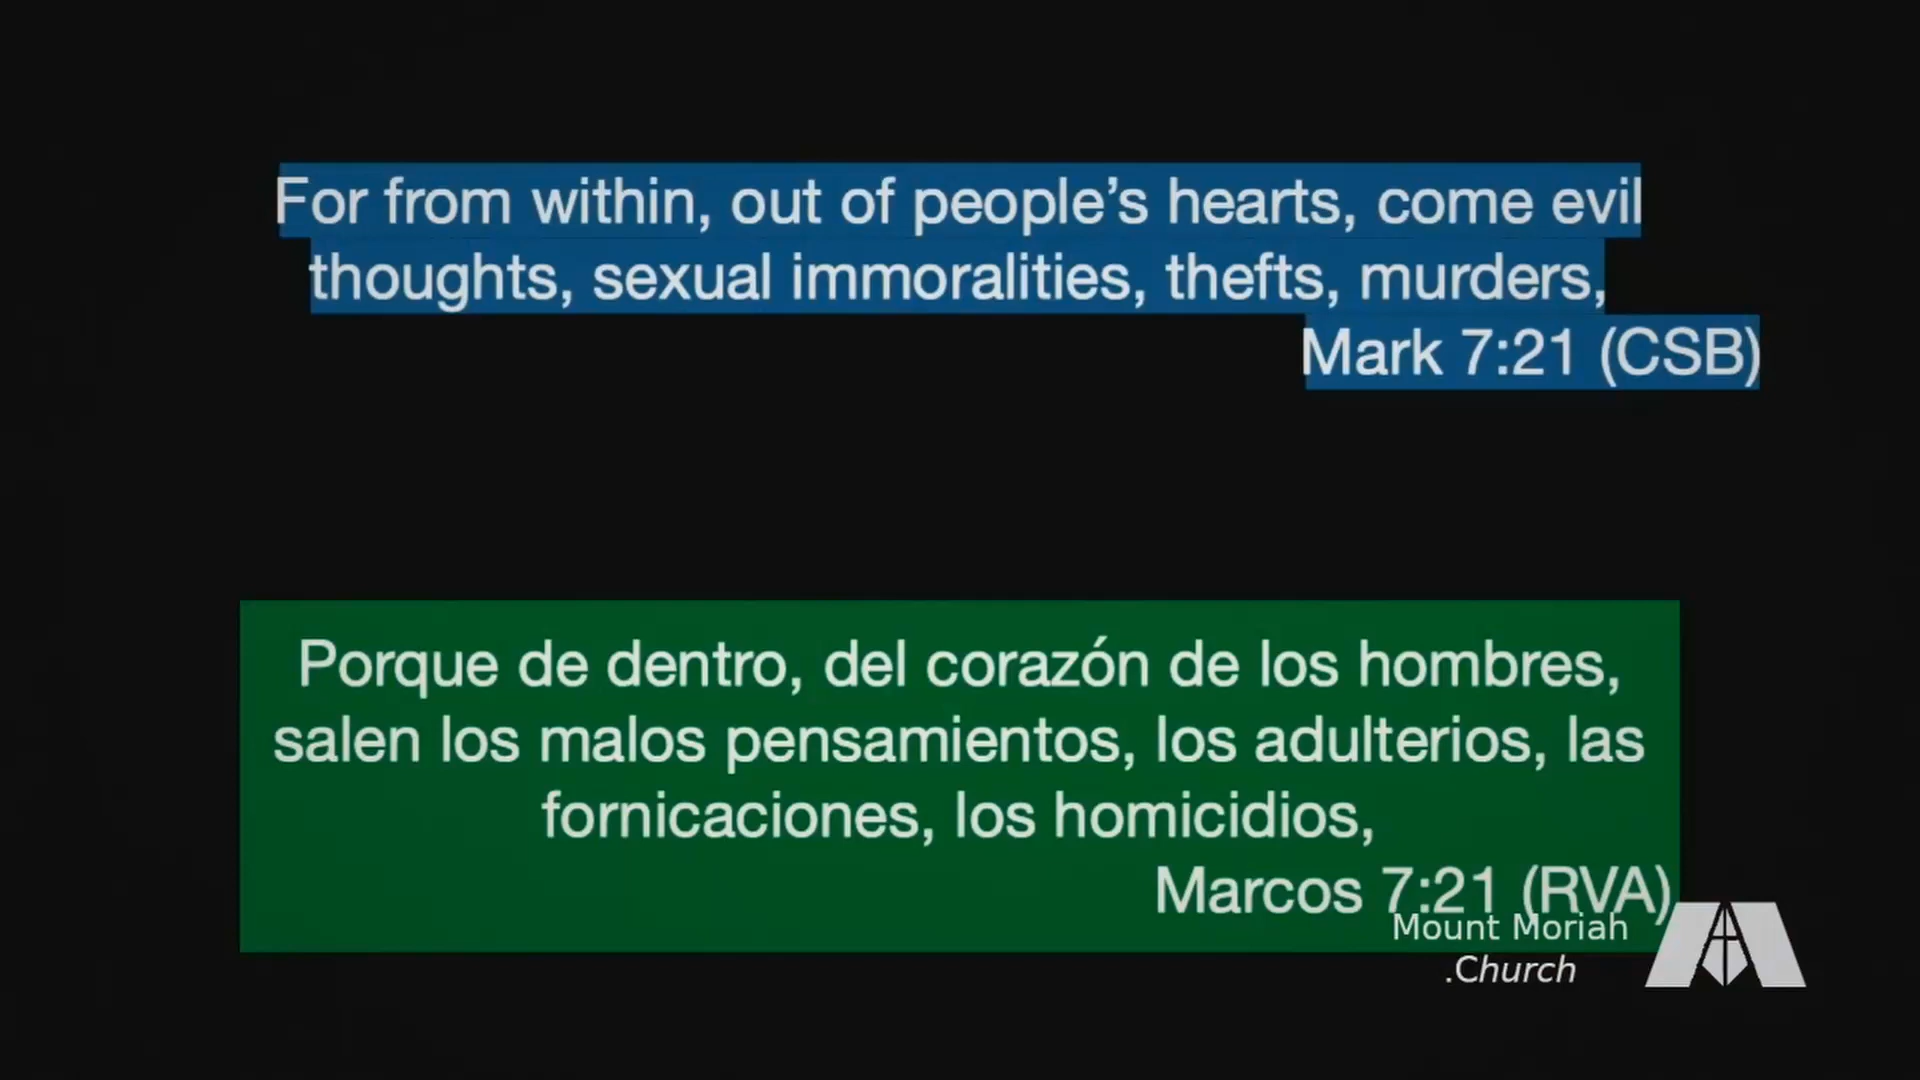 For from within, out of people’s hearts, come evil
thoughts, sexual immoralities, thefts, murders,
Mark 7:21 (CSB)
Porque de dentro, del corazón de los hombres,
salen los malos pensamientos, los adulterios, las
fornicaciones, los homicidios,
Marcos 7:21 (RVA)
Mount Moriah
.Church